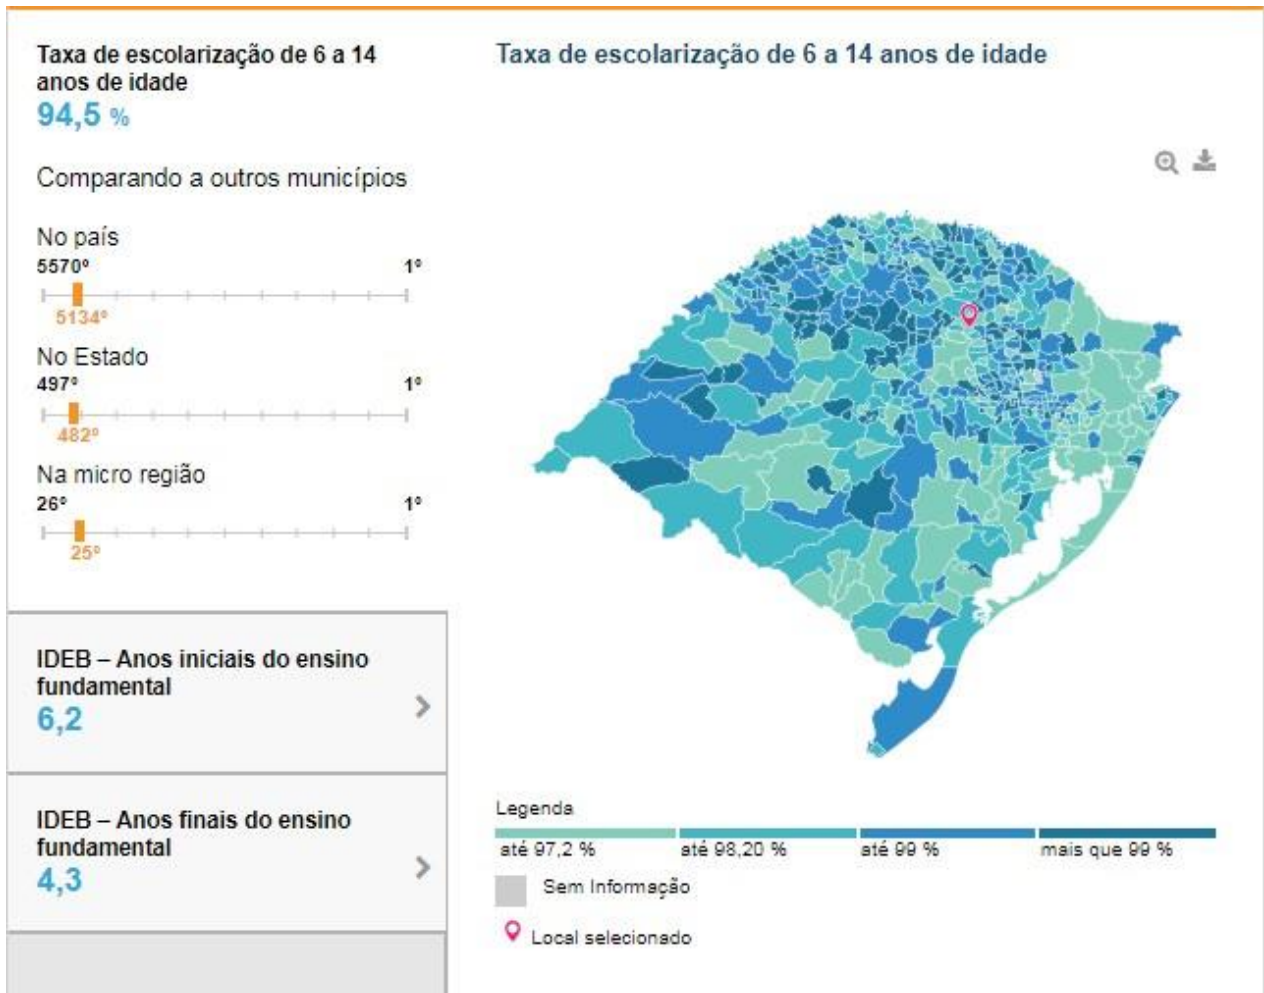 Taxa de escolarização de 6 a 14
anos de idade
94,5 %
Comparando a outros municípios
No país
5570º 1º
5134º
No Estado
497º 1º
482º
Na micro região
26º 1º
25º
IDEB – Anos iniciais do ensino
fundamental
6,2
IDEB – Anos finais do ensino
fundamental
4,3
Taxa de escolarização de 6 a 14 anos de idade
Legenda
até 97,2 % até 98,20 % até 99 % mais que 99 %
Sem Informação
Local selecionado